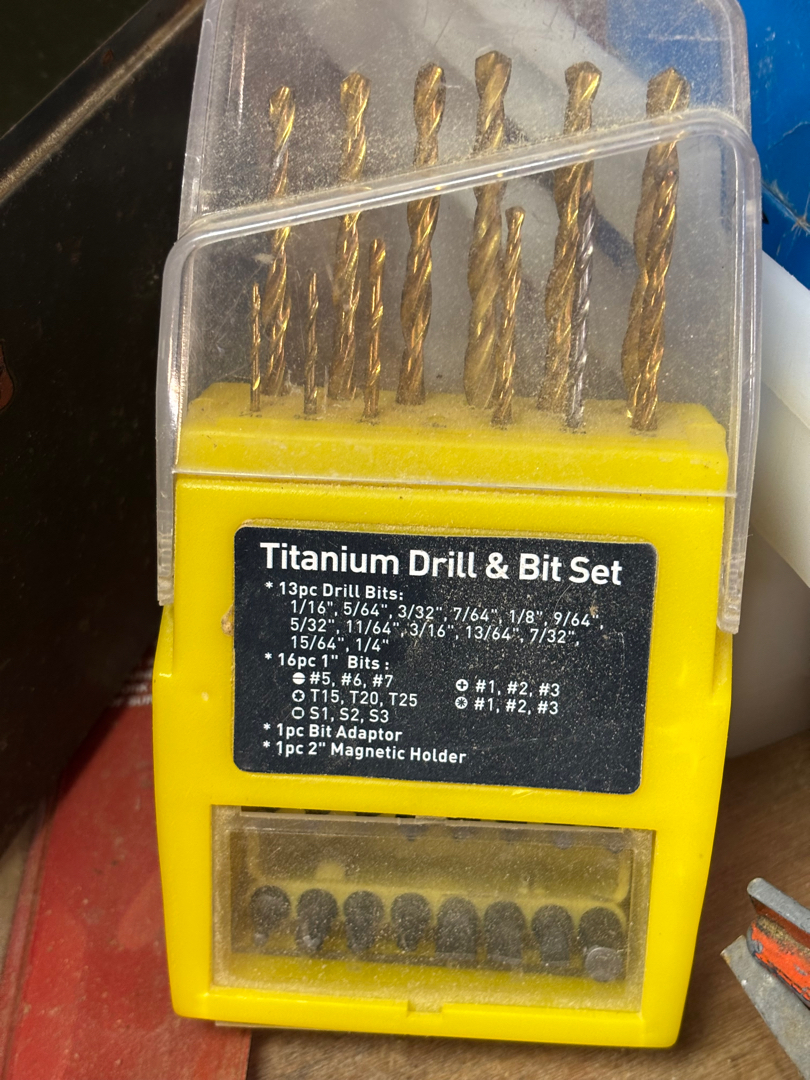 Titanium Drill & Bit Set
* 13pc Drill Bits:
1/16", 5/64", 3/32", 7/64", 1/8", 9/64",
5/32", 11/64", 3/16", 13/64", 7/32",
15/64", 1/4"
* 16pc 1" Bits :
#5, #6, #7 #1, #2, #3
T15, T20, T25 #1, #2, #3
S1, S2, S3
* 1pc Bit Adaptor
* 1pc 2" Magnetic Holder